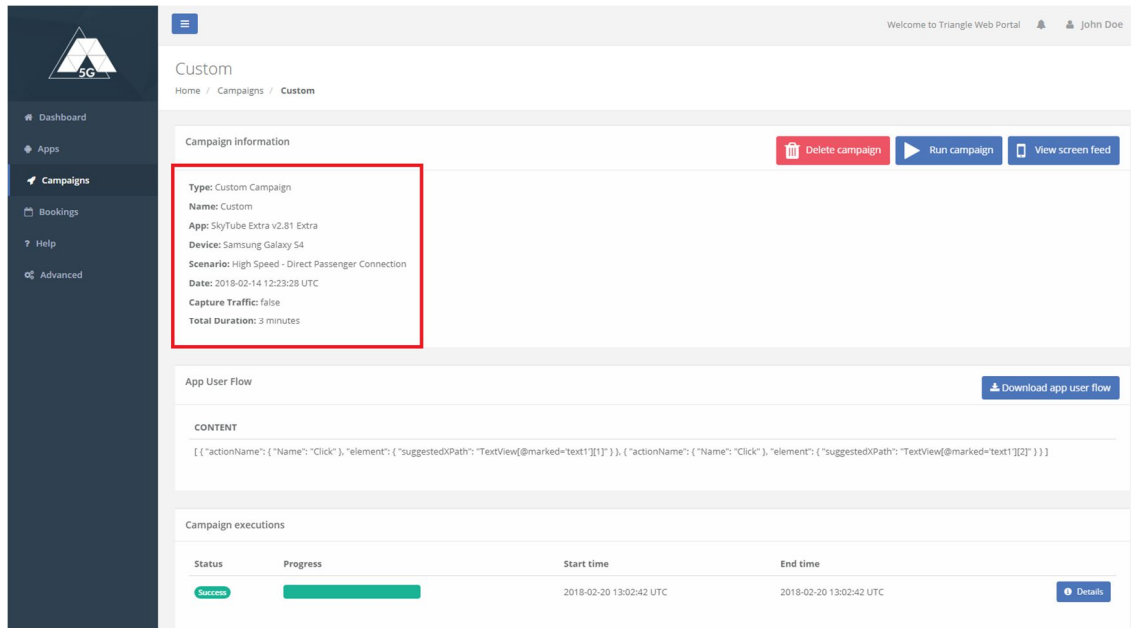 Welcome to Triangle Web Portal John Doe
5G
Custom
Home / Campaigns / Custom
Dashboard
Apps
Campaigns
Bookings
? Help
Advanced
Campaign information
Delete campaign Run campaign View screen feed
Type: Custom Campaign
Name: Custom
App: SkyTube Extra v2.81 Extra
Device: Samsung Galaxy S4
Scenario: High Speed - Direct Passenger Connection
Date: 2018-02-14 12:23:28 UTC
Capture Traffic: false
Total Duration: 3 minutes
App User Flow
Download app user flow
CONTENT
[ { "actionName": { "Name": "Click" }, "element": { "suggestedXPath": "TextView[@marked='text1'][1]" } }, { "actionName": { "Name": "Click" }, "element": { "suggestedXPath": "TextView[@marked='text1'][2]" } } ]
Campaign executions
Status Progress Start time End time
Success 2018-02-20 13:02:42 UTC 2018-02-20 13:02:42 UTC Details